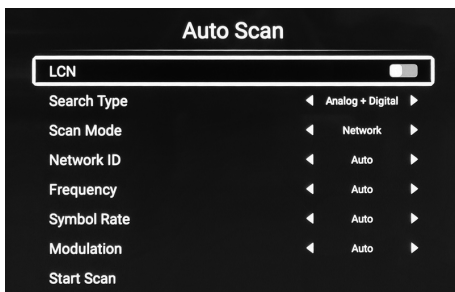 Auto Scan
LCN
Search Type Analog + Digital
Scan Mode Network
Network ID Auto
Frequency Auto
Symbol Rate Auto
Modulation Auto
Start Scan